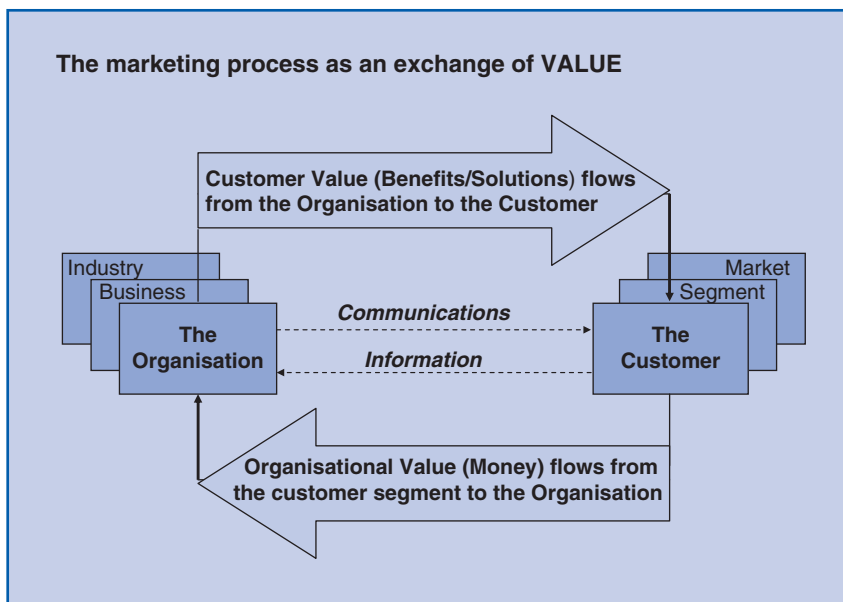 The marketing process as an exchange of VALUE
Customer Value (Benefits/Solutions) flows
from the Organisation to the Customer
Industry
Business
The
Organisation
Communications
Information
Market
Segment
The
Customer
Organisational Value (Money) flows from
the customer segment to the Organisation